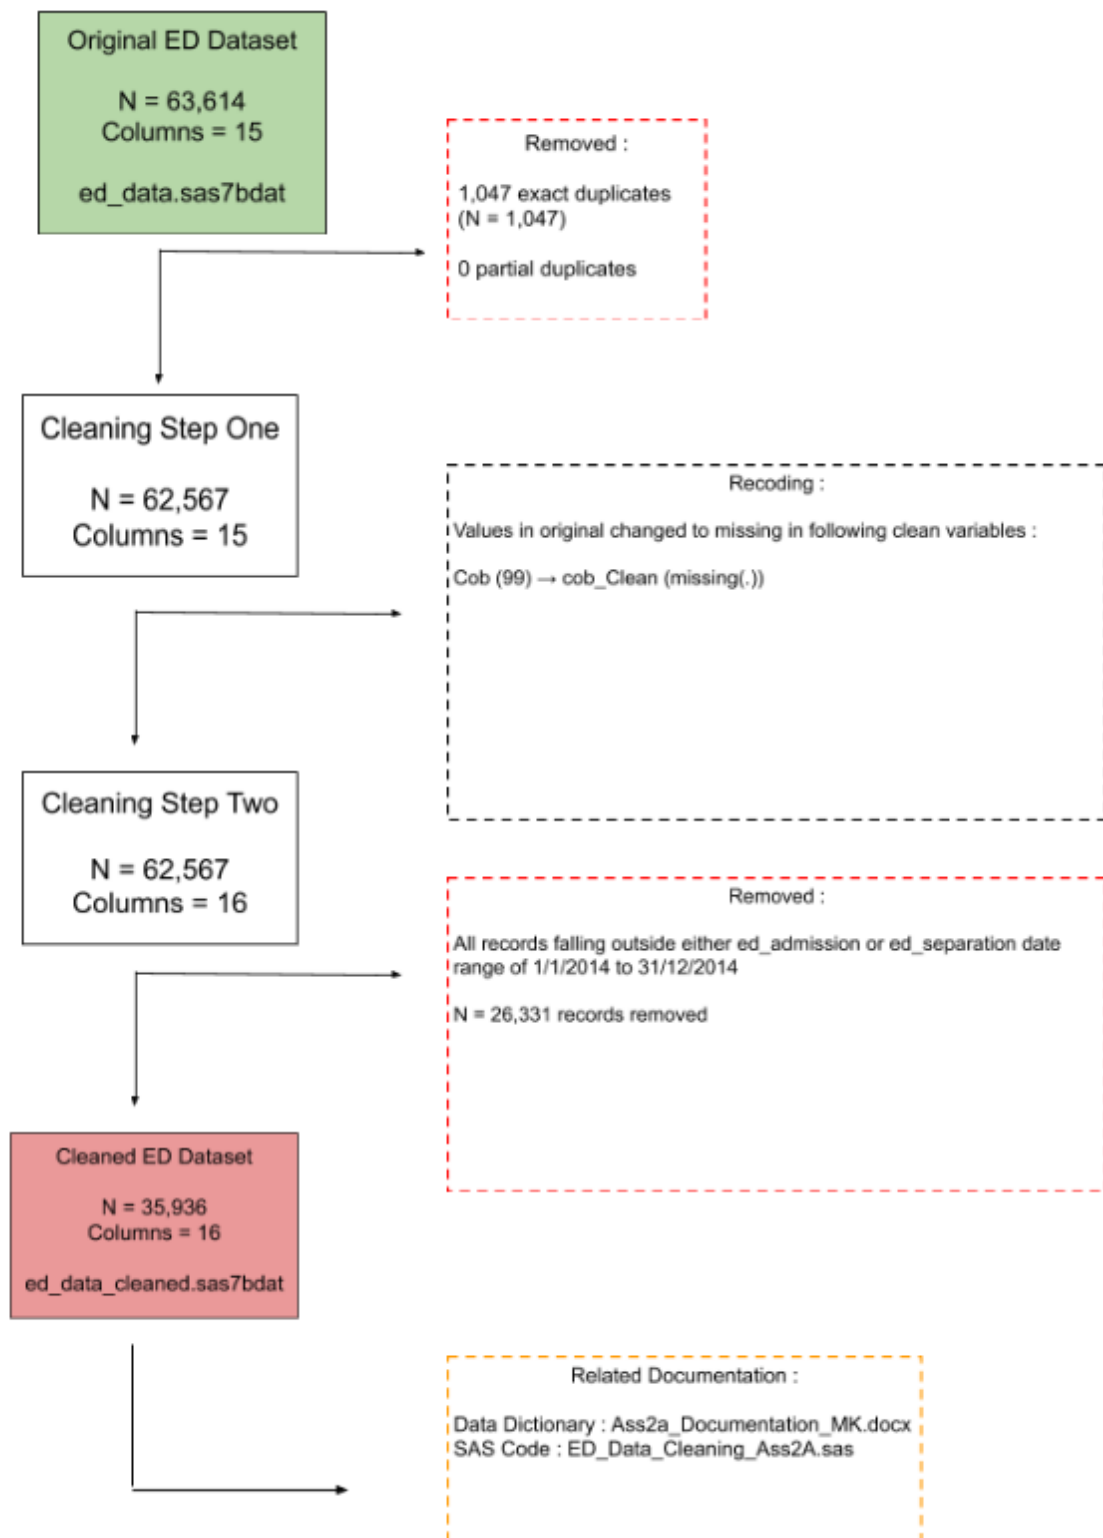 Original ED Dataset
N = 63,614
Columns = 15
ed_data.sas7bdat
Removed :
1,047 exact duplicates
(N = 1,047)
0 partial duplicates
Cleaning Step One
N = 62,567
Columns = 15
Recoding :
Values in original changed to missing in following clean variables :
Cob (99) → cob_Clean (missing(.))
Cleaning Step Two
N = 62,567
Columns = 16
Removed :
All records falling outside either ed_admission or ed_separation date
range of 1/1/2014 to 31/12/2014
N = 26,331 records removed
Cleaned ED Dataset
N = 35,936
Columns = 16
ed_data_cleaned.sas7bdat
Related Documentation :
Data Dictionary : Ass2a_Documentation_MK.docx
SAS Code : ED_Data_Cleaning_Ass2A.sas